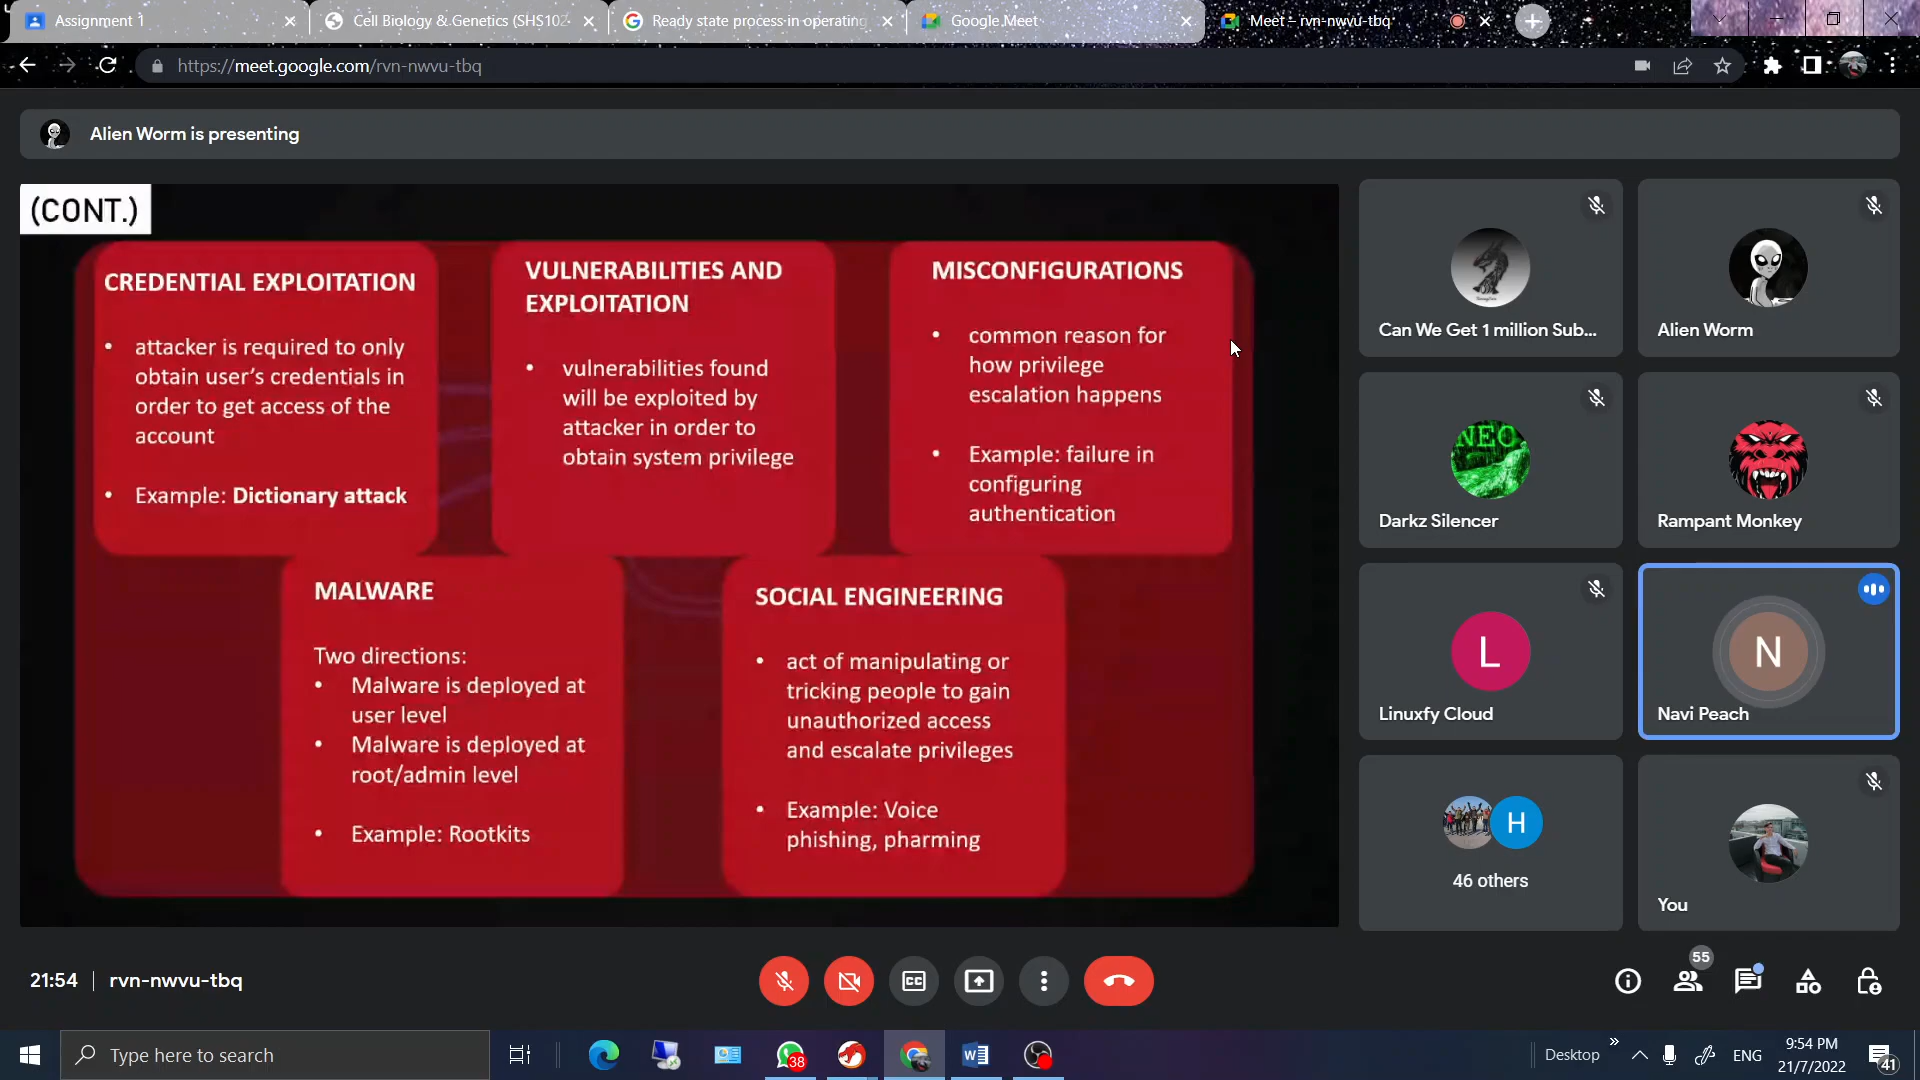 Assignment 1
Cell Biology & Genetics (SHS102-
Ready state process in operating
Google Meet
Meet – rvn-nwvu-tbq
https://meet.google.com/rvn-nwvu-tbq
Alien Worm is presenting
(CONT.)
CREDENTIAL EXPLOITATION
• attacker is required to only
obtain user's credentials in
order to get access of the
account
• Example: Dictionary attack
VULNERABILITIES AND
EXPLOITATION
• vulnerabilities found
will be exploited by
attacker in order to
obtain system privilege
MISCONFIGURATIONS
• common reason for
how privilege
escalation happens
• Example: failure in
configuring
authentication
MALWARE
Two directions:
• Malware is deployed at
user level
• Malware is deployed at
root/admin level
• Example: Rootkits
SOCIAL ENGINEERING
• act of manipulating or
tricking people to gain
unauthorized access
and escalate privileges
• Example: Voice
phishing, pharming
Can We Get 1 million Sub...
Alien Worm
NEO
Darkz Silencer
Rampant Monkey
L
Linuxfy Cloud
N
Navi Peach
H
46 others
You
21:54
rvn-nwvu-tbq
CC
55
Type here to search
38
W
Desktop
ENG
9:54 PM
21/7/2022
41